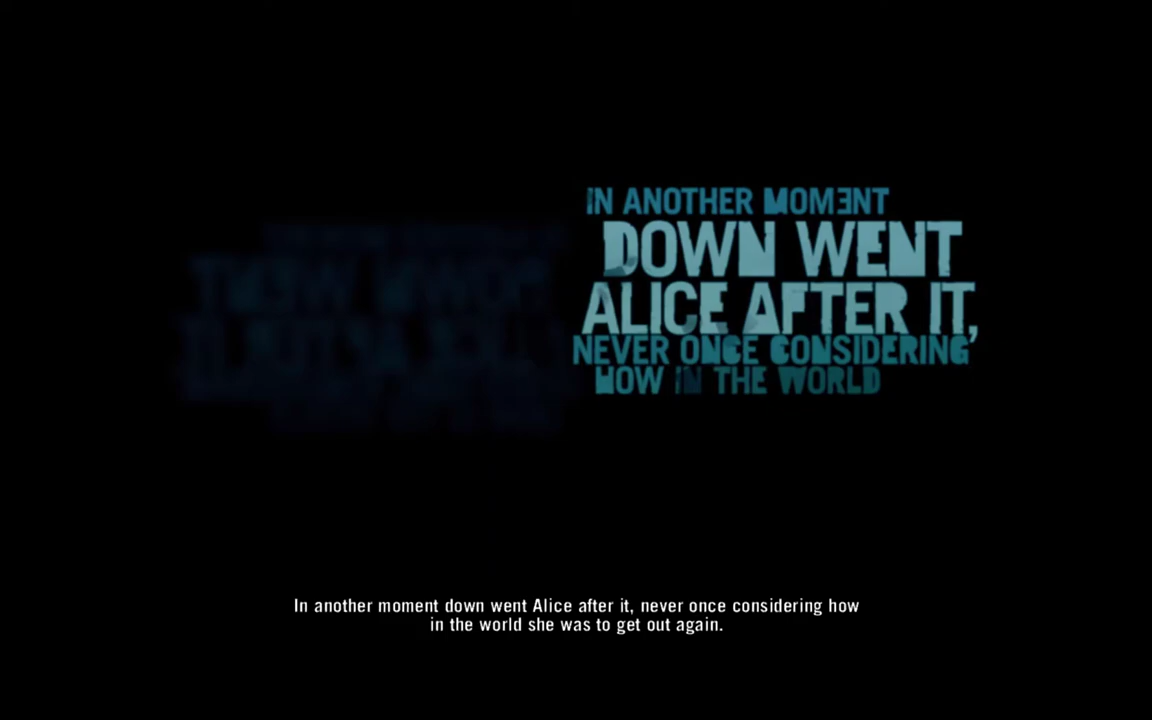 IN ANOTHER MOMENT
DOWN WENT
ALICE AFTER IT,
NEVER ONCE CONSIDERING
HOW IN THE WORLD
In another moment down went Alice after it, never once considering how
in the world she was to get out again.